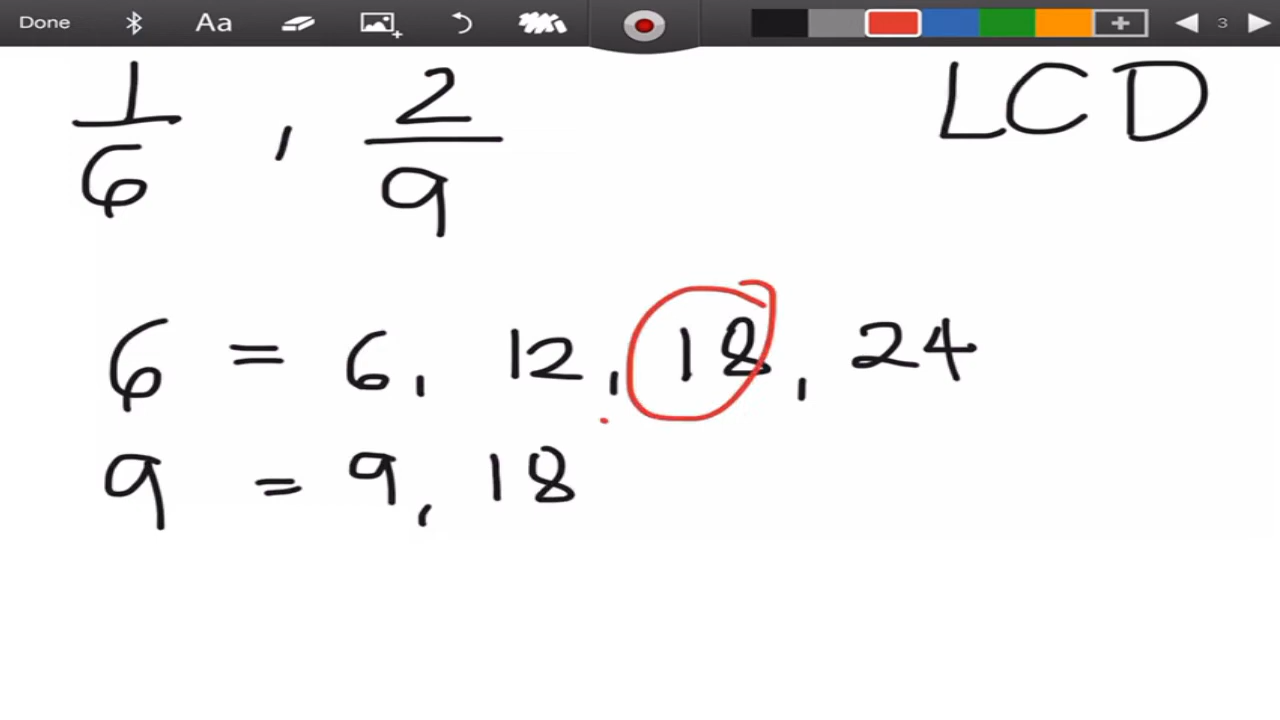 Done Aa 3
1/6 , 2/9 LCD
6 = 6, 12, 18, 24
9 = 9, 18